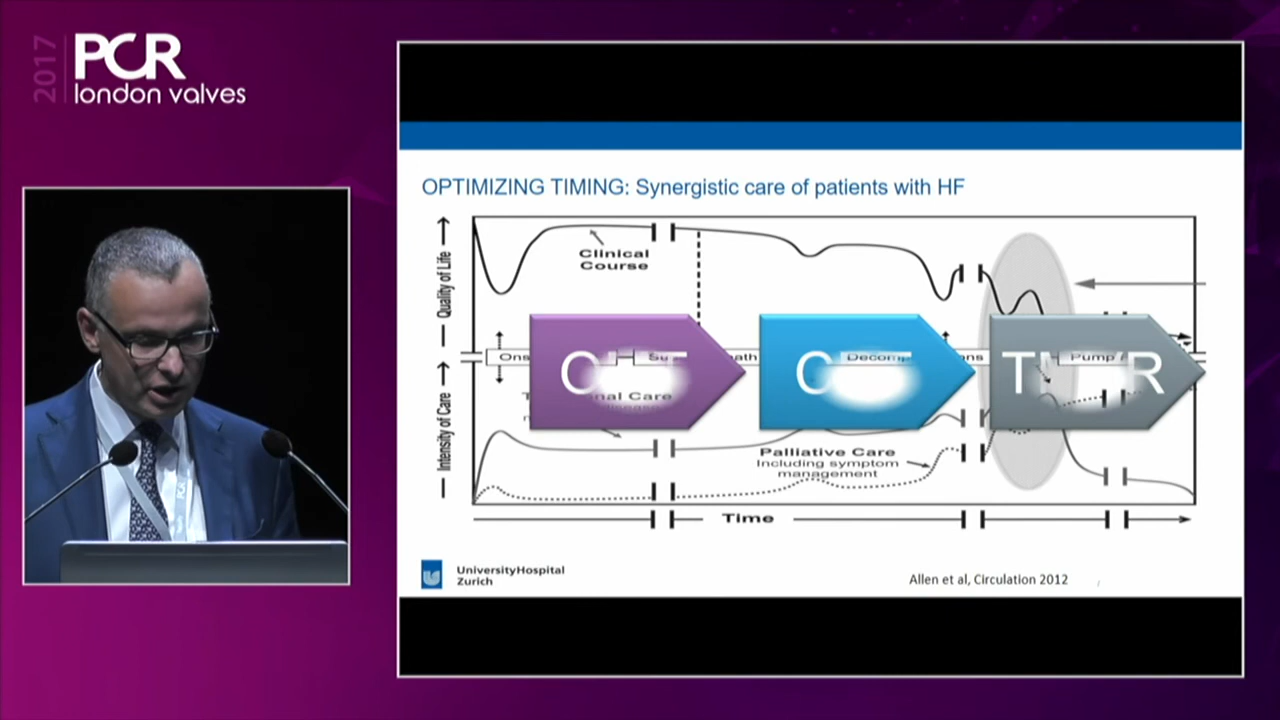 2017
PCR
london valves
OPTIMIZING TIMING: Synergistic care of patients with HF
Quality of Life
Intensity of Care
Clinical
Course
Palliative Care
Including symptom
management
Pump
Time
UniversityHospital
Zurich
Allen et al, Circulation 2012